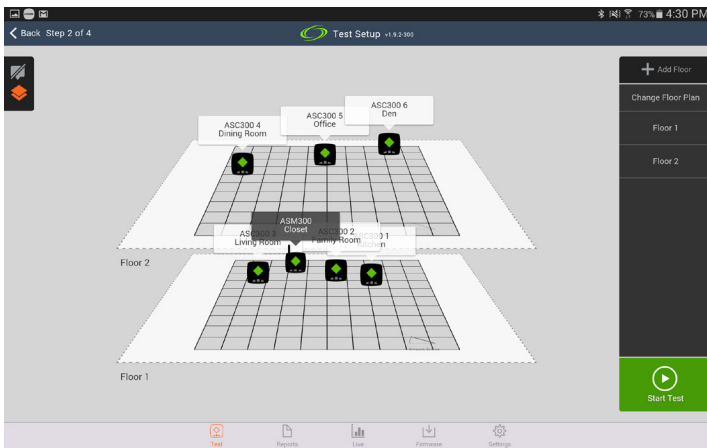 73% 4:30 PM
Back Step 2 of 4
Test Setup v1.9.2-300
Add Floor
Change Floor Plan
Floor 1
Floor 2
ASC300 4
Dining Room
ASC300 5
Office
ASC300 6
Den
Floor 2
ASM300
Closet
ASC300 3
Living Room
ASC300 2
Family Room
ASC300 1
Kitchen
Floor 1
Start Test
Test
Reports
Live
Firmware
Settings